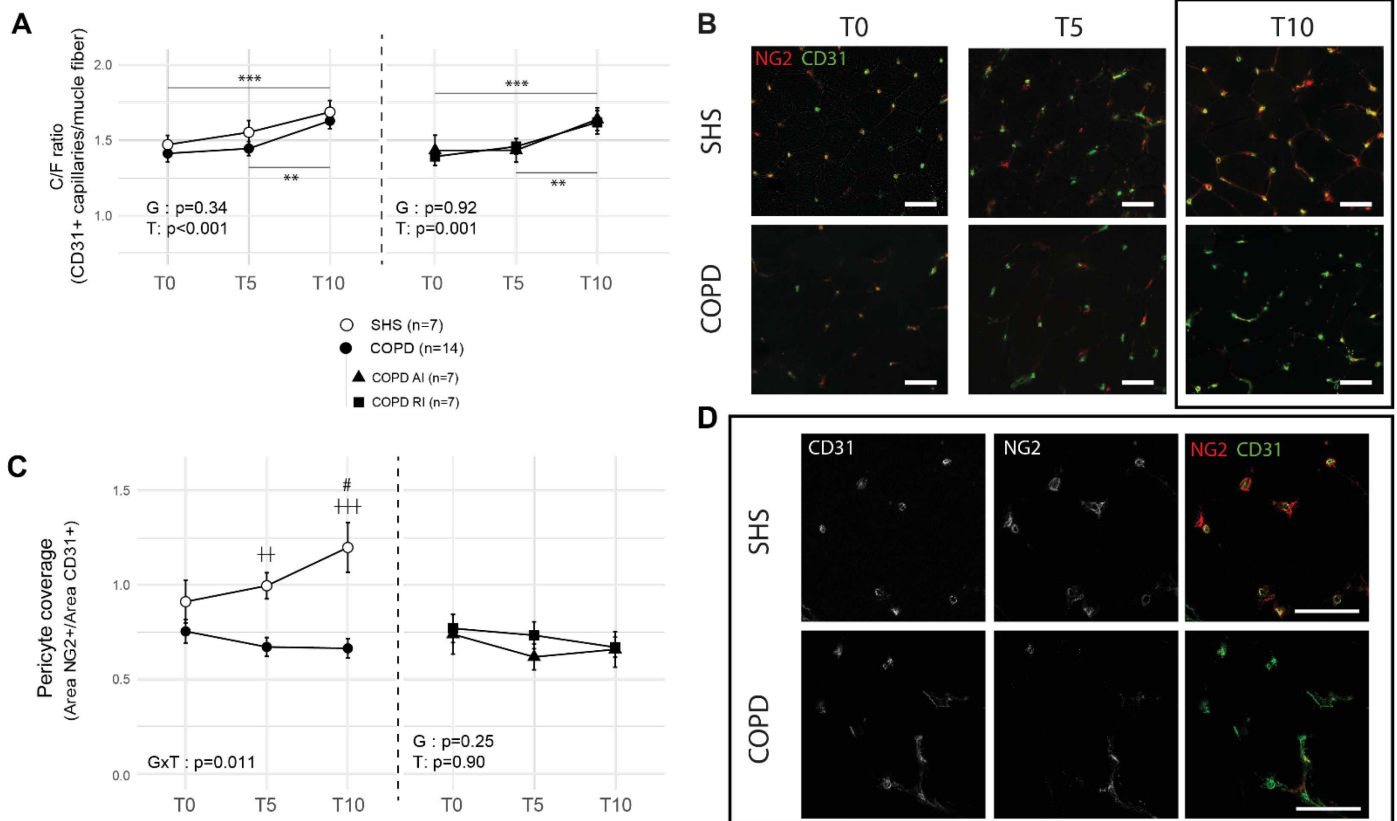 A
C/F ratio
(CD31+ capillaries/mucle fiber)
2.0
1.5
1.0
***
**
G : p=0.34
T: p<0.001
T0 T5 T10
***
**
G : p=0.92
T: p=0.001
T0 T5 T10
SHS (n=7)
COPD (n=14)
COPD AI (n=7)
COPD RI (n=7)
B
T0 T5 T10
NG2 CD31
SHS
COPD
C
Pericyte coverage
(Area NG2+/Area CD31+)
1.5
1.0
0.5
0.0
ǂǂ
#
ǂǂǂ
GxT : p=0.011
T0 T5 T10
G : p=0.25
T: p=0.90
T0 T5 T10
D
CD31 NG2 NG2 CD31
SHS
COPD